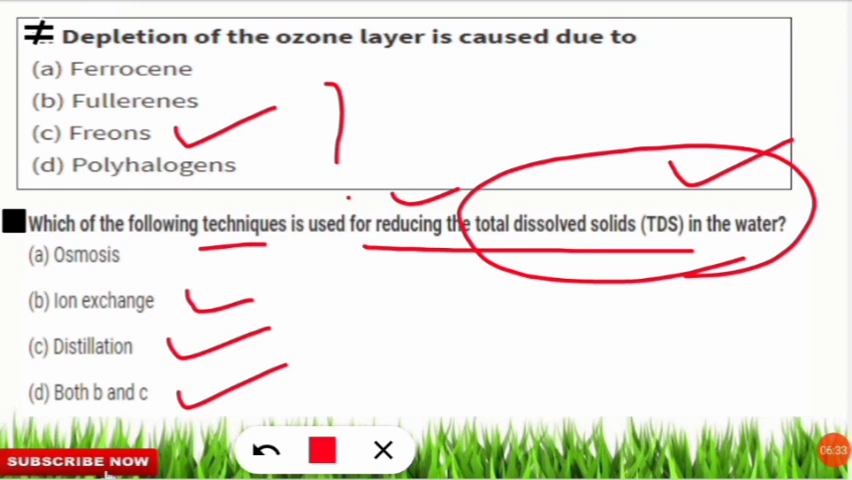 ≠ Depletion of the ozone layer is caused due to
(a) Ferrocene
(b) Fullerenes
(c) Freons
(d) Polyhalogens
Which of the following techniques is used for reducing the total dissolved solids (TDS) in the water?
(a) Osmosis
(b) Ion exchange
(c) Distillation
(d) Both b and c
SUBSCRIBE NOW
06:33